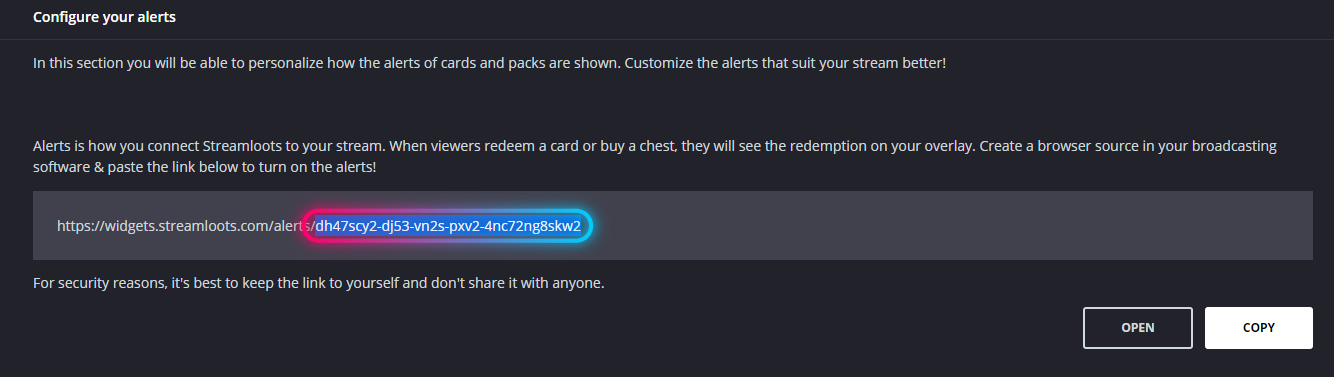 Configure your alerts
In this section you will be able to personalize how the alerts of cards and packs are shown. Customize the alerts that suit your stream better!
Alerts is how you connect Streamloots to your stream. When viewers redeem a card or buy a chest, they will see the redemption on your overlay. Create a browser source in your broadcasting
software & paste the link below to turn on the alerts!
https://widgets.streamloots.com/alerts/dh47scy2-dj53-vn2s-pxv2-4nc72ng8skw2
For security reasons, it's best to keep the link to yourself and don't share it with anyone.
OPEN COPY